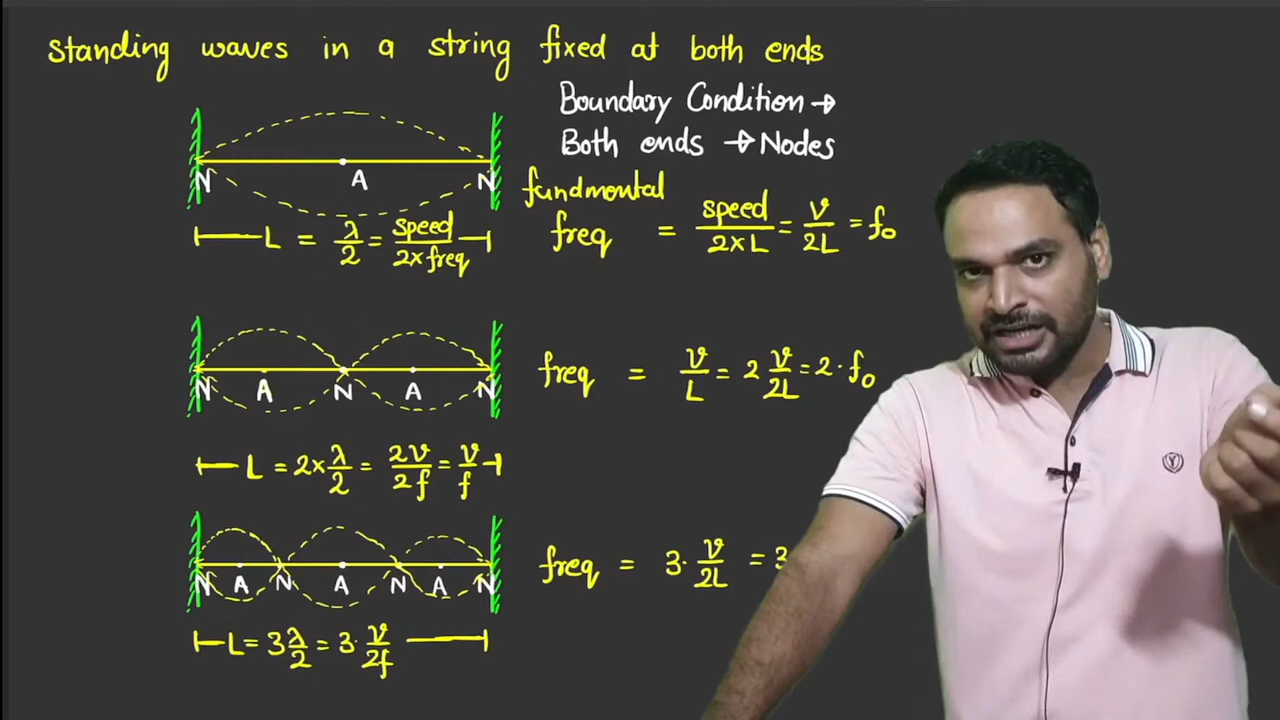 standing waves in a string fixed at both ends
Boundary Condition →
Both ends → Nodes
N A N
L = λ/2 = speed/2×freq
fundmental
freq = speed/2×L = v/2L = f₀
N A N A N
freq = v/L = 2 v/2L = 2·f₀
L = 2×λ/2 = 2v/2f = v/f
N A N A N A N
freq = 3·v/2L = 3
L = 3λ/2 = 3·v/2f
Y